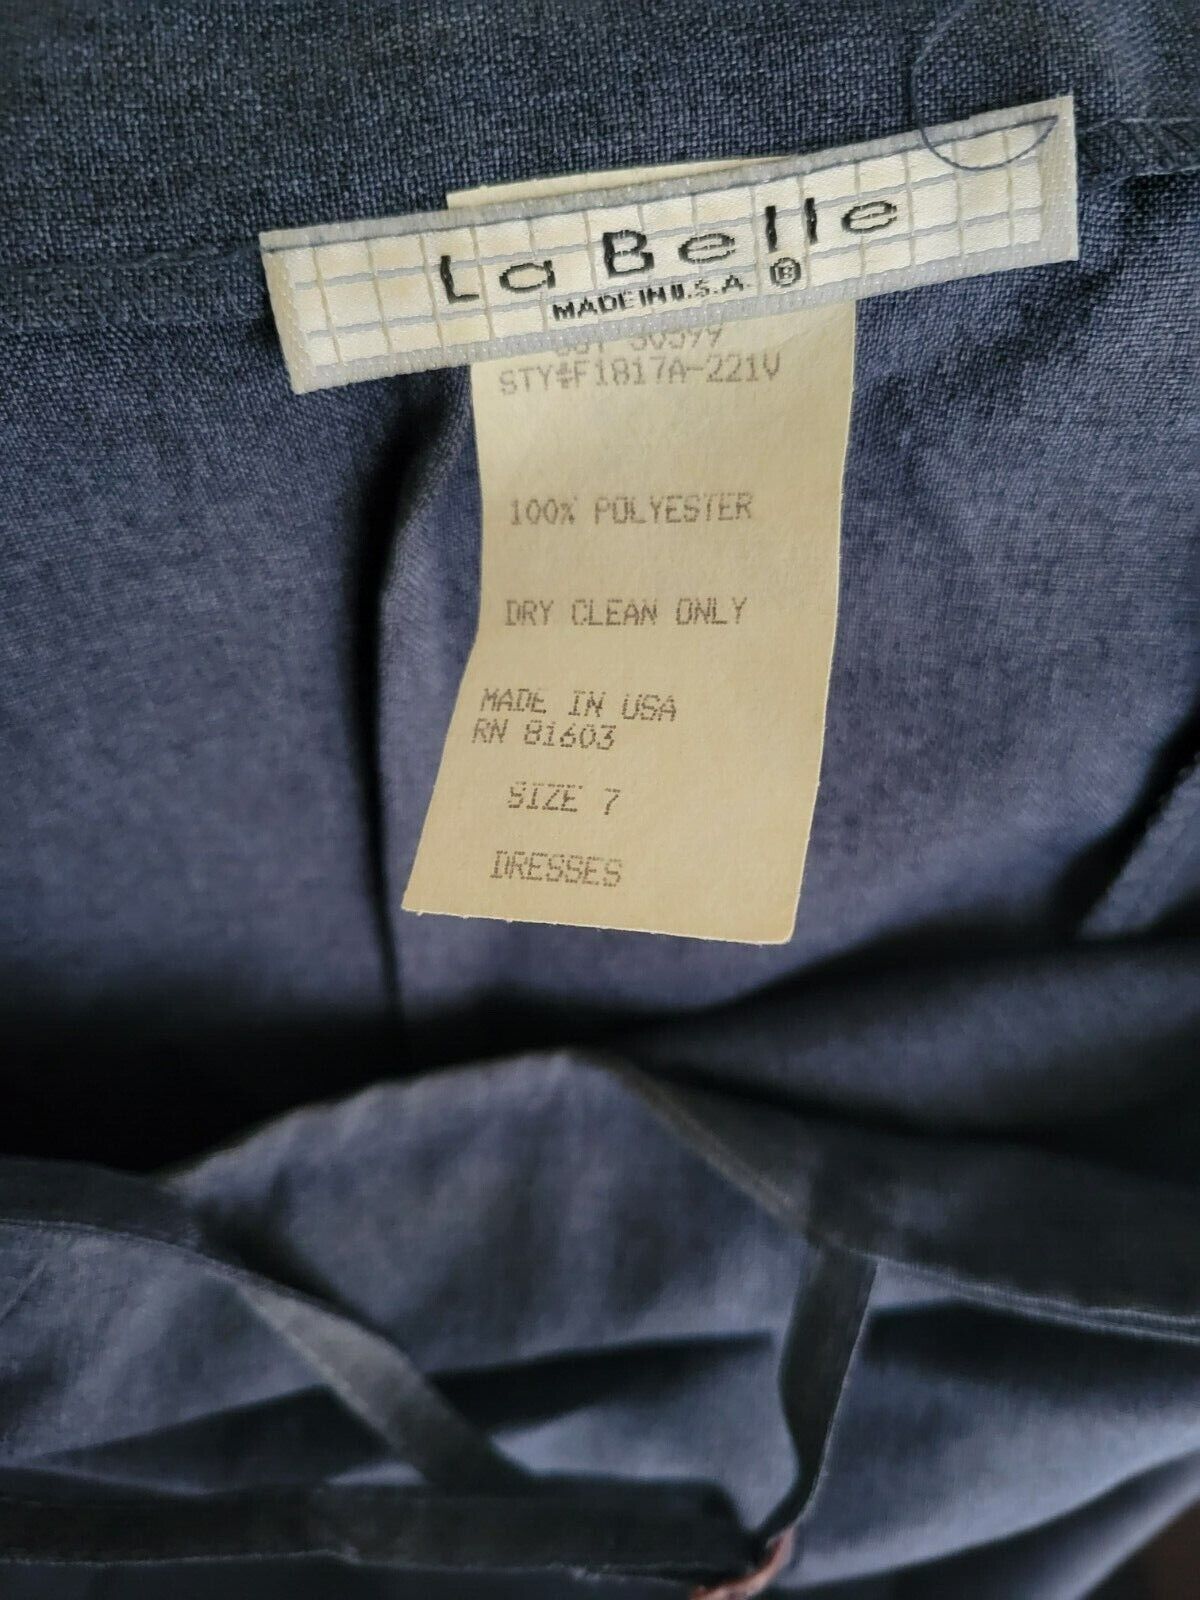 La Belle
MADE IN U.S.A. ®
30599
STY#F1817A-221V
100% POLYESTER
DRY CLEAN ONLY
MADE IN USA
RN 81603
SIZE 7
DRESSES